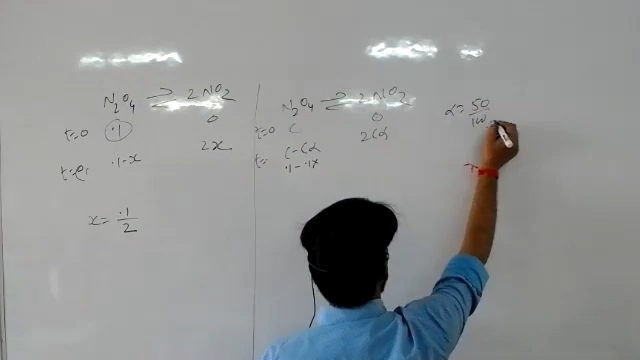 N₂O₄ ⇌ 2NO₂
t=0 .1 0
t=eq .1-x 2x
x = .1/2
N₂O₄ ⇌ 2NO₂
t=0 C 0
t= C-Cα 2Cα
.1-.1x
α = 50/100